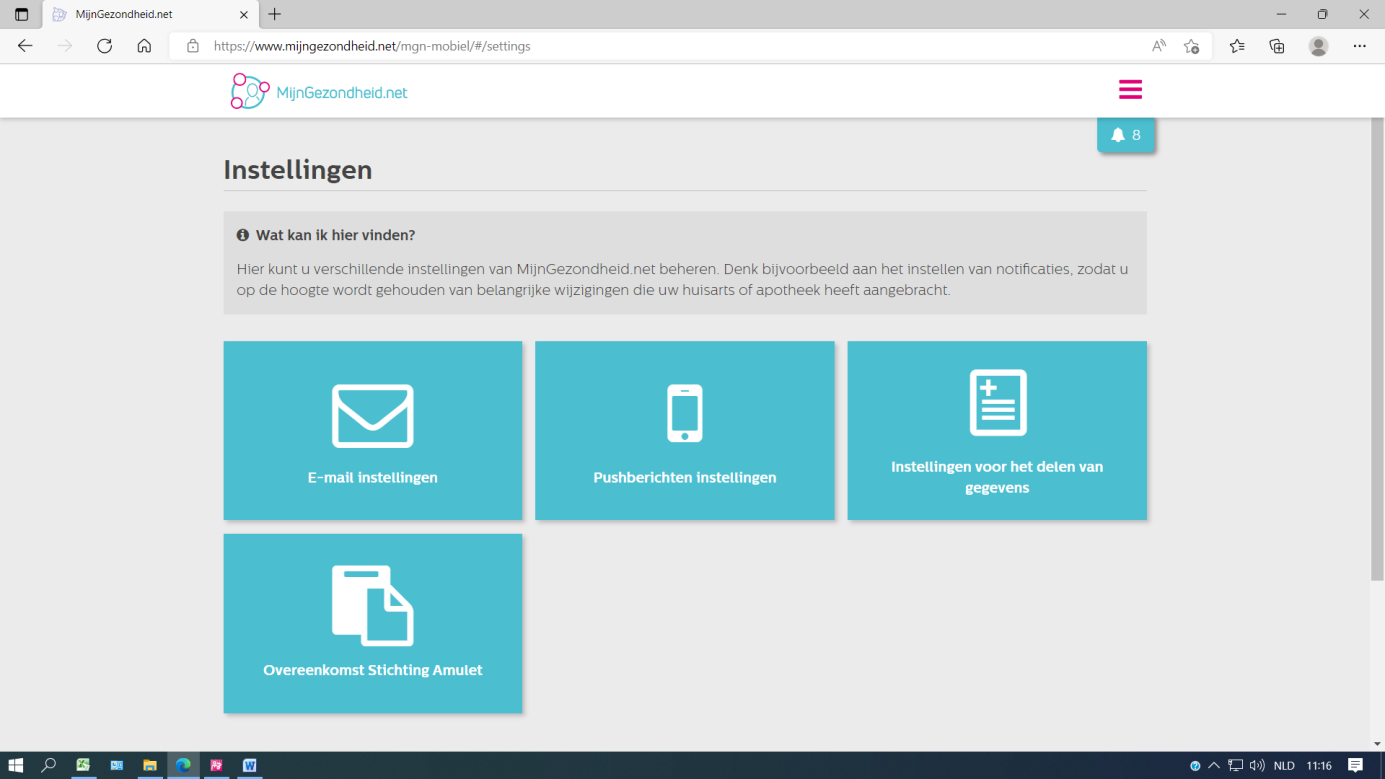 MijnGezondheid.net
https://www.mijngezondheid.net/mgn-mobiel/#/settings
MijnGezondheid.net
8
Instellingen
Wat kan ik hier vinden?
Hier kunt u verschillende instellingen van MijnGezondheid.net beheren. Denk bijvoorbeeld aan het instellen van notificaties, zodat u
op de hoogte wordt gehouden van belangrijke wijzigingen die uw huisarts of apotheek heeft aangebracht.
E-mail instellingen
Pushberichten instellingen
Instellingen voor het delen van
gegevens
Overeenkomst Stichting Amulet
NLD 11:16